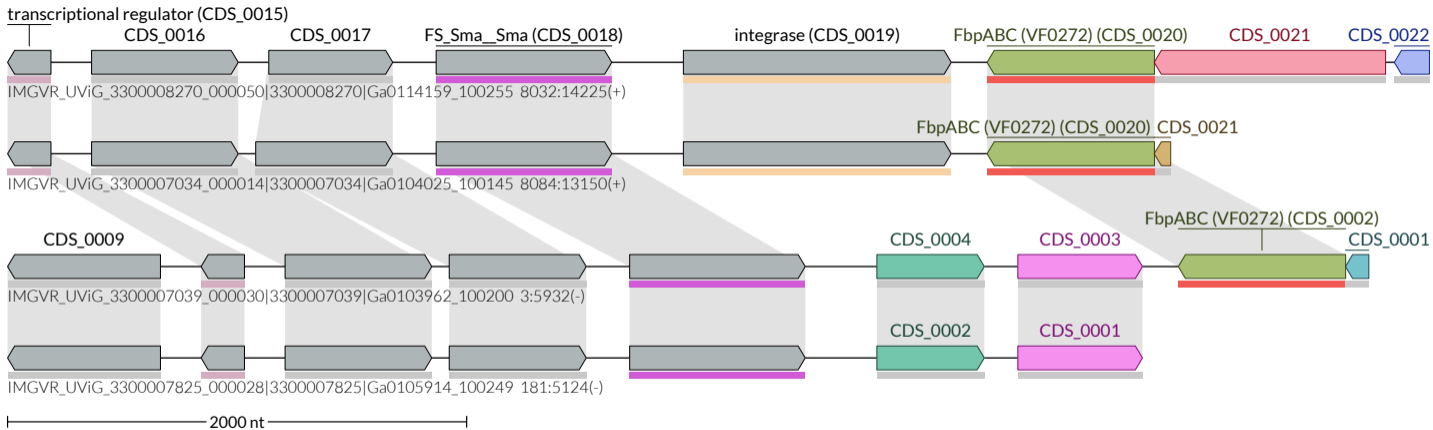 transcriptional regulator (CDS_0015)
CDS_0016 CDS_0017 FS_Sma__Sma (CDS_0018) integrase (CDS_0019) FbpABC (VF0272) (CDS_0020) CDS_0021 CDS_0022
IMGVR_UViG_3300008270_000050|3300008270|Ga0114159_100255 8032:14225(+)
FbpABC (VF0272) (CDS_0020) CDS_0021
IMGVR_UViG_3300007034_000014|3300007034|Ga0104025_100145 8084:13150(+)
FbpABC (VF0272) (CDS_0002)
CDS_0009 CDS_0004 CDS_0003 CDS_0001
IMGVR_UViG_3300007039_000030|3300007039|Ga0103962_100200 3:5932(-)
CDS_0002 CDS_0001
IMGVR_UViG_3300007825_000028|3300007825|Ga0105914_100249 181:5124(-)
2000 nt